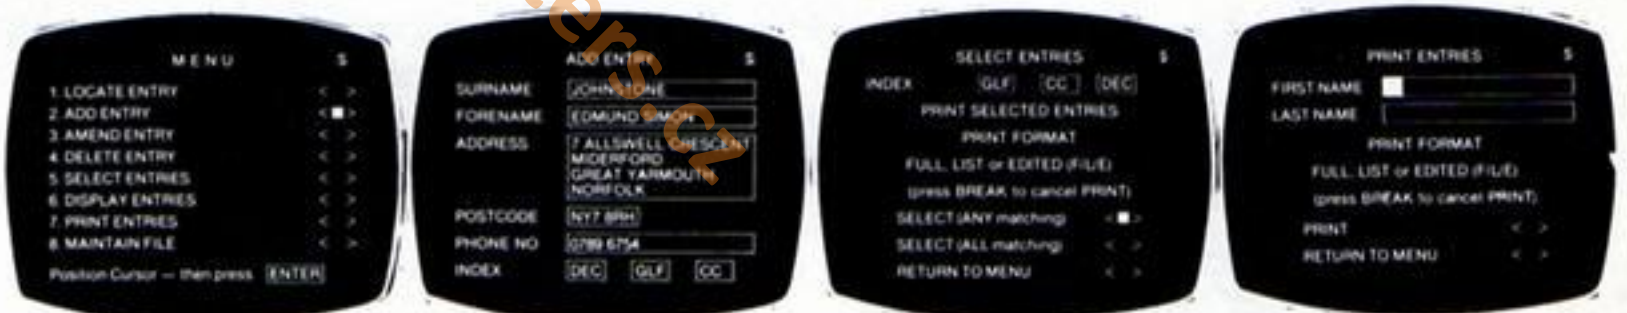 MENU S
1. LOCATE ENTRY < >
2. ADD ENTRY < >
3. AMEND ENTRY < >
4. DELETE ENTRY < >
5. SELECT ENTRIES < >
6. DISPLAY ENTRIES < >
7. PRINT ENTRIES < >
8. MAINTAIN FILE < >
Position Cursor — then press ENTER
ADD ENTRY S
SURNAME JOHNSTONE
FORENAME EDMUND SIMON
ADDRESS 7 ALLSWELL CRESCENT
MIDERFORD
GREAT YARMOUTH
NORFOLK
POSTCODE NY7 8RH
PHONE NO 0789 6754
INDEX DEC GLF CC
SELECT ENTRIES S
INDEX GLF CC DEC
PRINT SELECTED ENTRIES
PRINT FORMAT
FULL, LIST or EDITED (F/L/E)
(press BREAK to cancel PRINT)
SELECT (ANY matching) < >
SELECT (ALL matching) < >
RETURN TO MENU < >
PRINT ENTRIES S
FIRST NAME
LAST NAME
PRINT FORMAT
FULL, LIST or EDITED (F/L/E)
(press BREAK to cancel PRINT)
PRINT < >
RETURN TO MENU < >
ers.cz